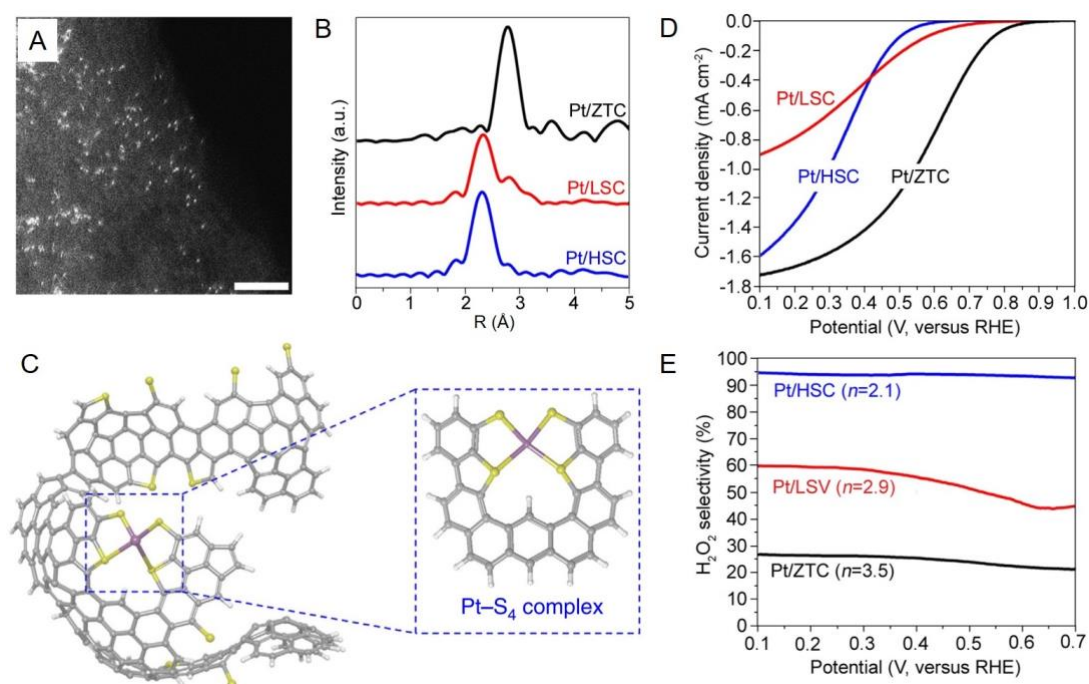 A
B
Intensity (a.u.)
Pt/ZTC
Pt/LSC
Pt/HSC
0 1 2 3 4 5
R (Å)
D
Current density (mA cm⁻²)
0.0
-0.2
-0.4
-0.6
-0.8
-1.0
-1.2
-1.4
-1.6
-1.8
Pt/LSC
Pt/HSC
Pt/ZTC
0.1 0.2 0.3 0.4 0.5 0.6 0.7 0.8 0.9 1.0
Potential (V, versus RHE)
C
Pt–S₄ complex
E
H₂O₂ selectivity (%)
100
90
80
70
60
50
40
30
20
10
0
Pt/HSC (n=2.1)
Pt/LSV (n=2.9)
Pt/ZTC (n=3.5)
0.1 0.2 0.3 0.4 0.5 0.6 0.7
Potential (V, versus RHE)